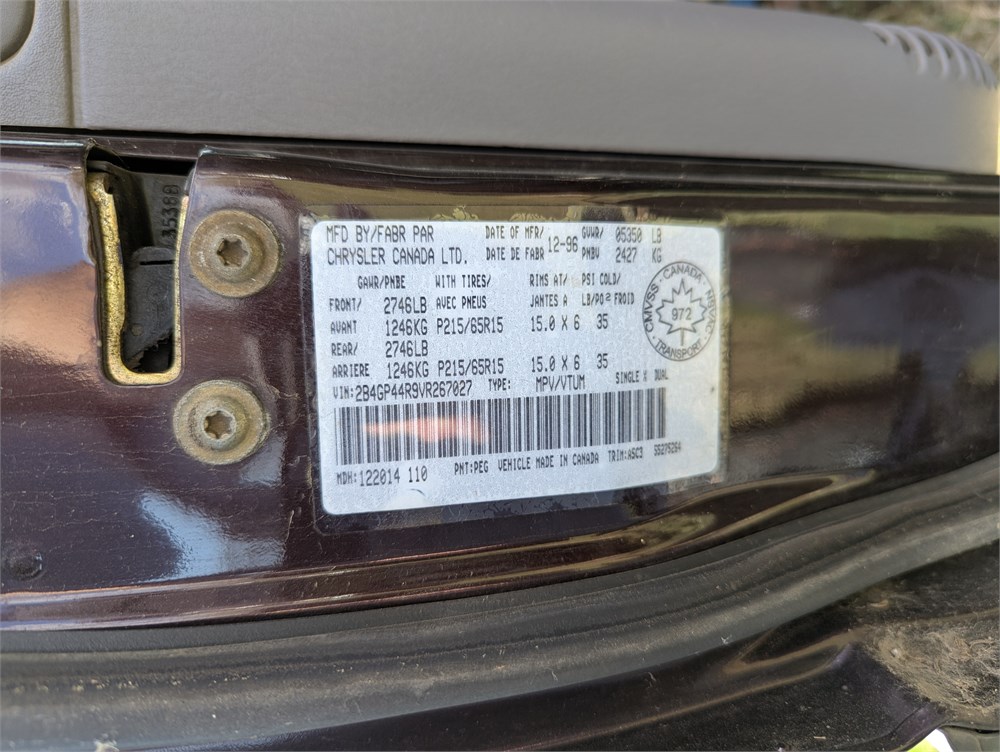 35380
MFD BY/FABR PAR DATE OF MFR/ 12-96 GVWR/ 05350 LB
CHRYSLER CANADA LTD. DATE DE FABR PNBV 2427 KG
GAWR/PNBE WITH TIRES/ RIMS AT/ PSI COLD/
FRONT/ 2746LB AVEC PNEUS JANTES A LB/PO² FROID
AVANT 1246KG P215/65R15 15.0 X 6 35
REAR/ 2746LB
ARRIERE 1246KG P215/65R15 15.0 X 6 35
VIN: 2B4GP44R9VR267027 TYPE: MPV/VTUM SINGLE X DUAL
MDH: 122014 110 PNT: PEG VEHICLE MADE IN CANADA TRIM: ASC3 55275264
CANADA
CMVSS
NSVAC
972
TRANSPORT